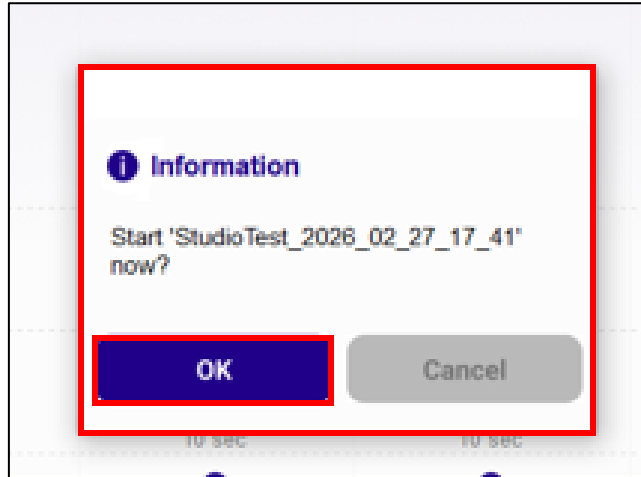 Information
Start 'StudioTest_2026_02_27_17_41'
now?
OK
Cancel
10 sec
10 sec